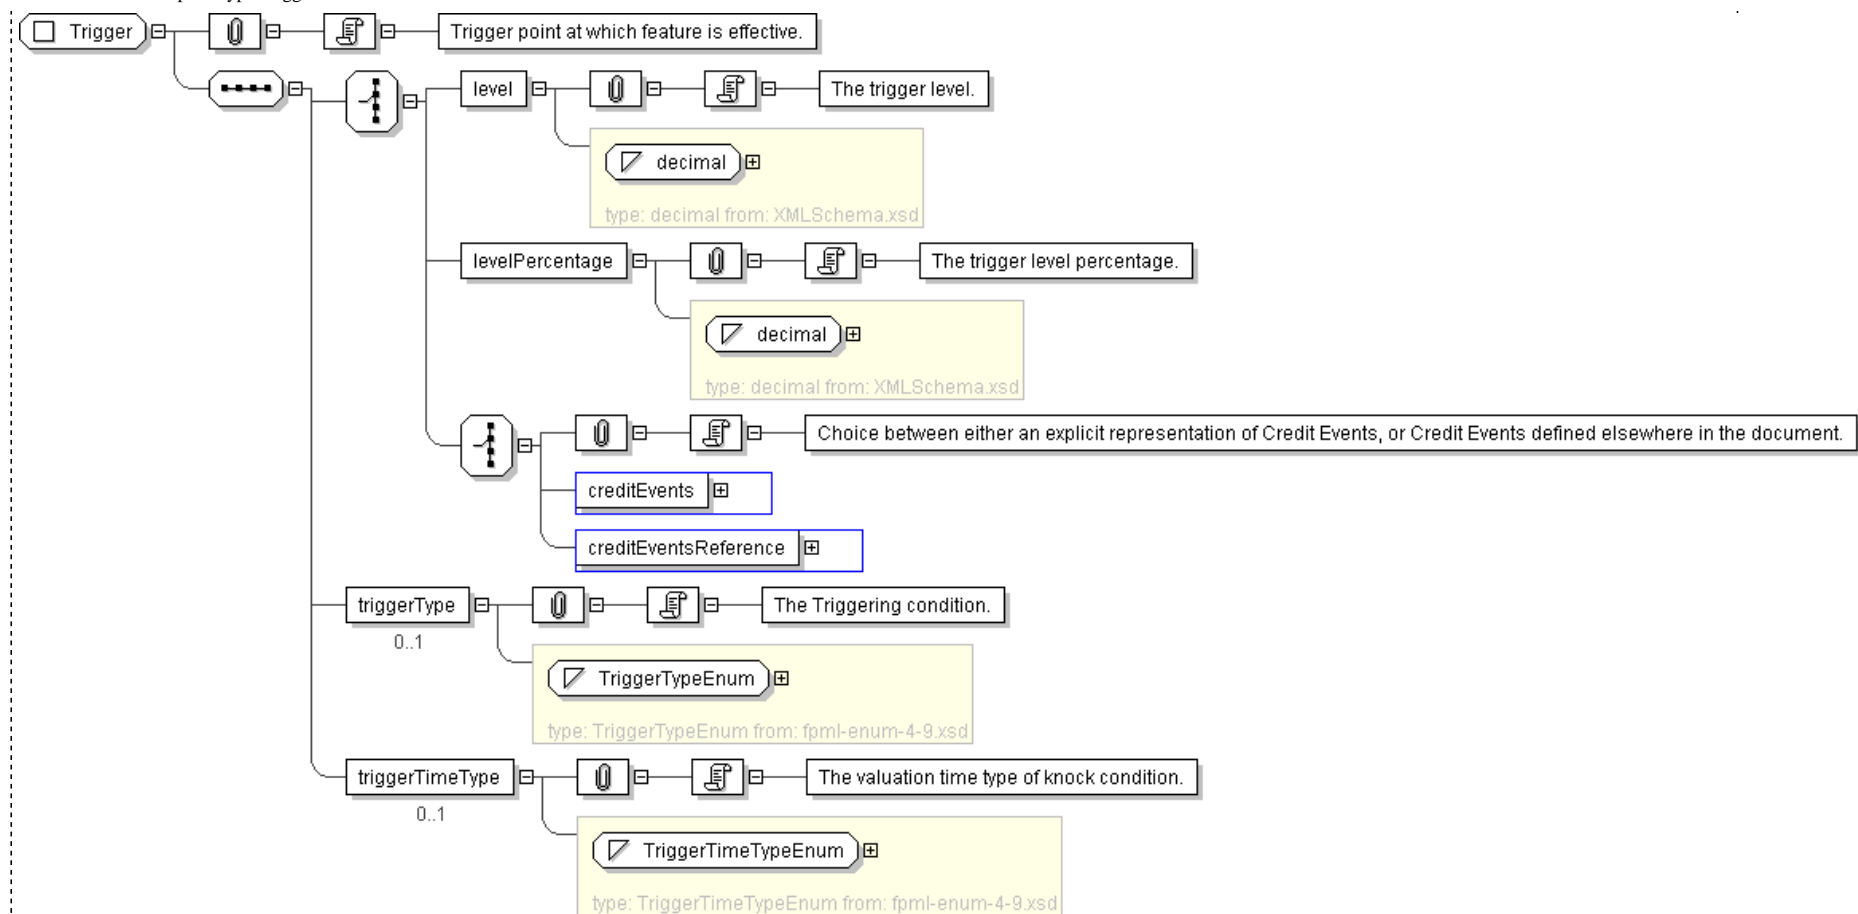 Trigger
Trigger point at which feature is effective.
level
The trigger level.
decimal
type: decimal from: XMLSchema.xsd
levelPercentage
The trigger level percentage.
decimal
type: decimal from: XMLSchema.xsd
Choice between either an explicit representation of Credit Events, or Credit Events defined elsewhere in the document.
creditEvents
creditEventsReference
triggerType
The Triggering condition.
0..1
TriggerTypeEnum
type: TriggerTypeEnum from: fpml-enum-4-9.xsd
triggerTimeType
The valuation time type of knock condition.
0..1
TriggerTimeTypeEnum
type: TriggerTimeTypeEnum from: fpml-enum-4-9.xsd